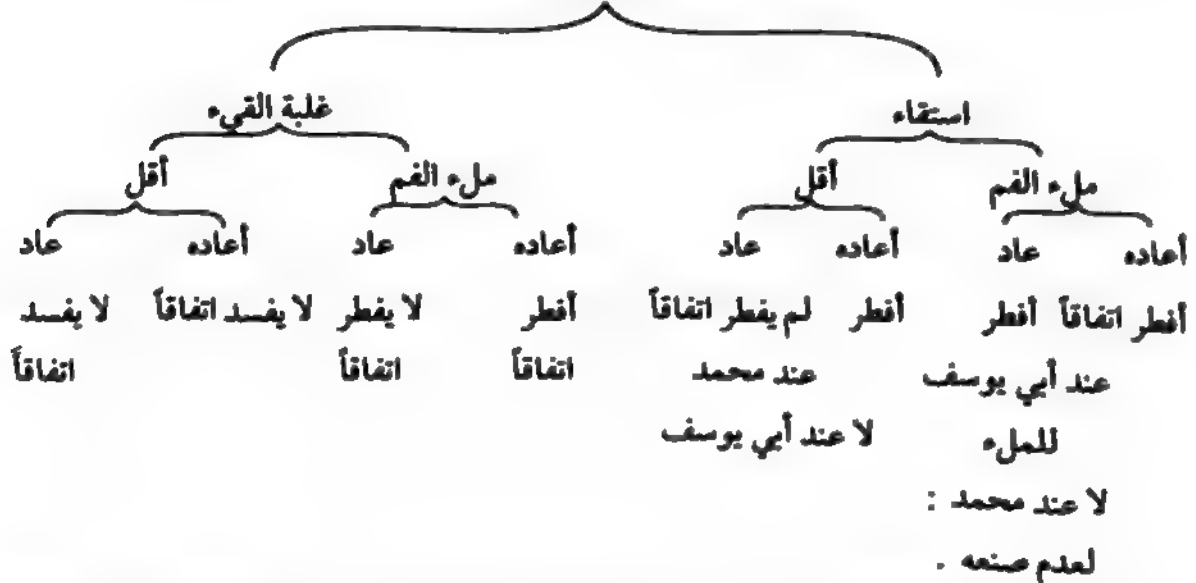 استقاء غلبة القيء
ملء الفم أقل ملء الفم أقل
أعاده عاد أعاده عاد أعاده عاد أعاده عاد
أفطر اتفاقاً أفطر أفطر لم يفطر اتفاقاً أفطر لا يفطر لا يفسد اتفاقاً لا يفسد
عند أبي يوسف عند محمد اتفاقاً اتفاقاً اتفاقاً
للملء لا عند أبي يوسف
لا عند محمد :
لعدم صنعه .